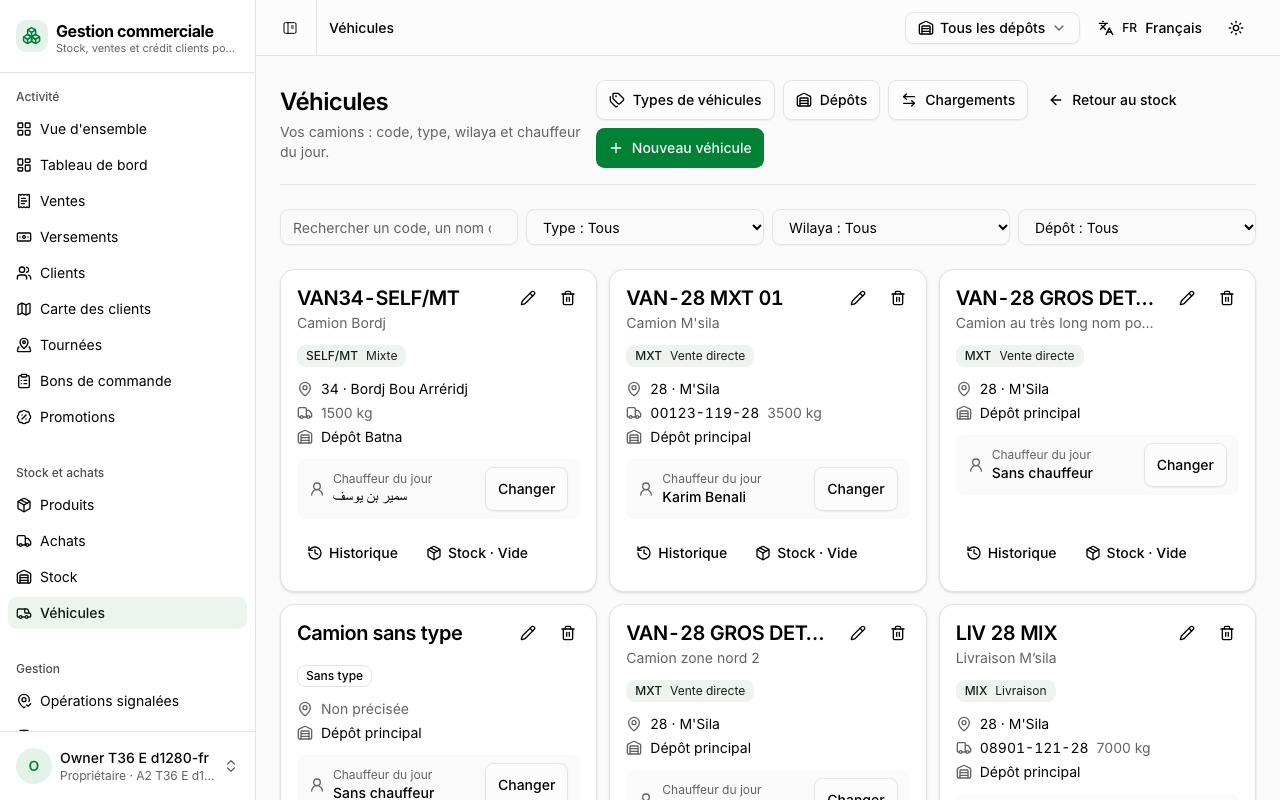 Gestion commerciale
Stock, ventes et crédit clients po...
Activité
Vue d'ensemble
Tableau de bord
Ventes
Versements
Clients
Carte des clients
Tournées
Bons de commande
Promotions
Stock et achats
Produits
Achats
Stock
Véhicules
Gestion
Opérations signalées
O
Owner T36 E d1280-fr
Propriétaire · A2 T36 E d1...
Véhicules
Tous les dépôts
FR Français
Véhicules
Vos camions : code, type, wilaya et chauffeur
du jour.
Types de véhicules
Dépôts
Chargements
Retour au stock
Nouveau véhicule
Rechercher un code, un nom
Type : Tous
Wilaya : Tous
Dépôt : Tous
VAN34-SELF/MT
Camion Bordj
SELF/MT Mixte
34 · Bordj Bou Arréridj
1500 kg
Dépôt Batna
Chauffeur du jour
سمير بن يوسف
Changer
Historique
Stock · Vide
VAN-28 MXT 01
Camion M'sila
MXT Vente directe
28 · M'Sila
00123-119-28 3500 kg
Dépôt principal
Chauffeur du jour
Karim Benali
Changer
Historique
Stock · Vide
VAN-28 GROS DET...
Camion au très long nom po...
MXT Vente directe
28 · M'Sila
Dépôt principal
Chauffeur du jour
Sans chauffeur
Changer
Historique
Stock · Vide
Camion sans type
Sans type
Non précisée
Dépôt principal
Chauffeur du jour
Sans chauffeur
Changer
VAN-28 GROS DET...
Camion zone nord 2
MXT Vente directe
28 · M'Sila
Dépôt principal
Chauffeur du jour
Changer
LIV 28 MIX
Livraison M’sila
MIX Livraison
28 · M'Sila
08901-121-28 7000 kg
Dépôt principal